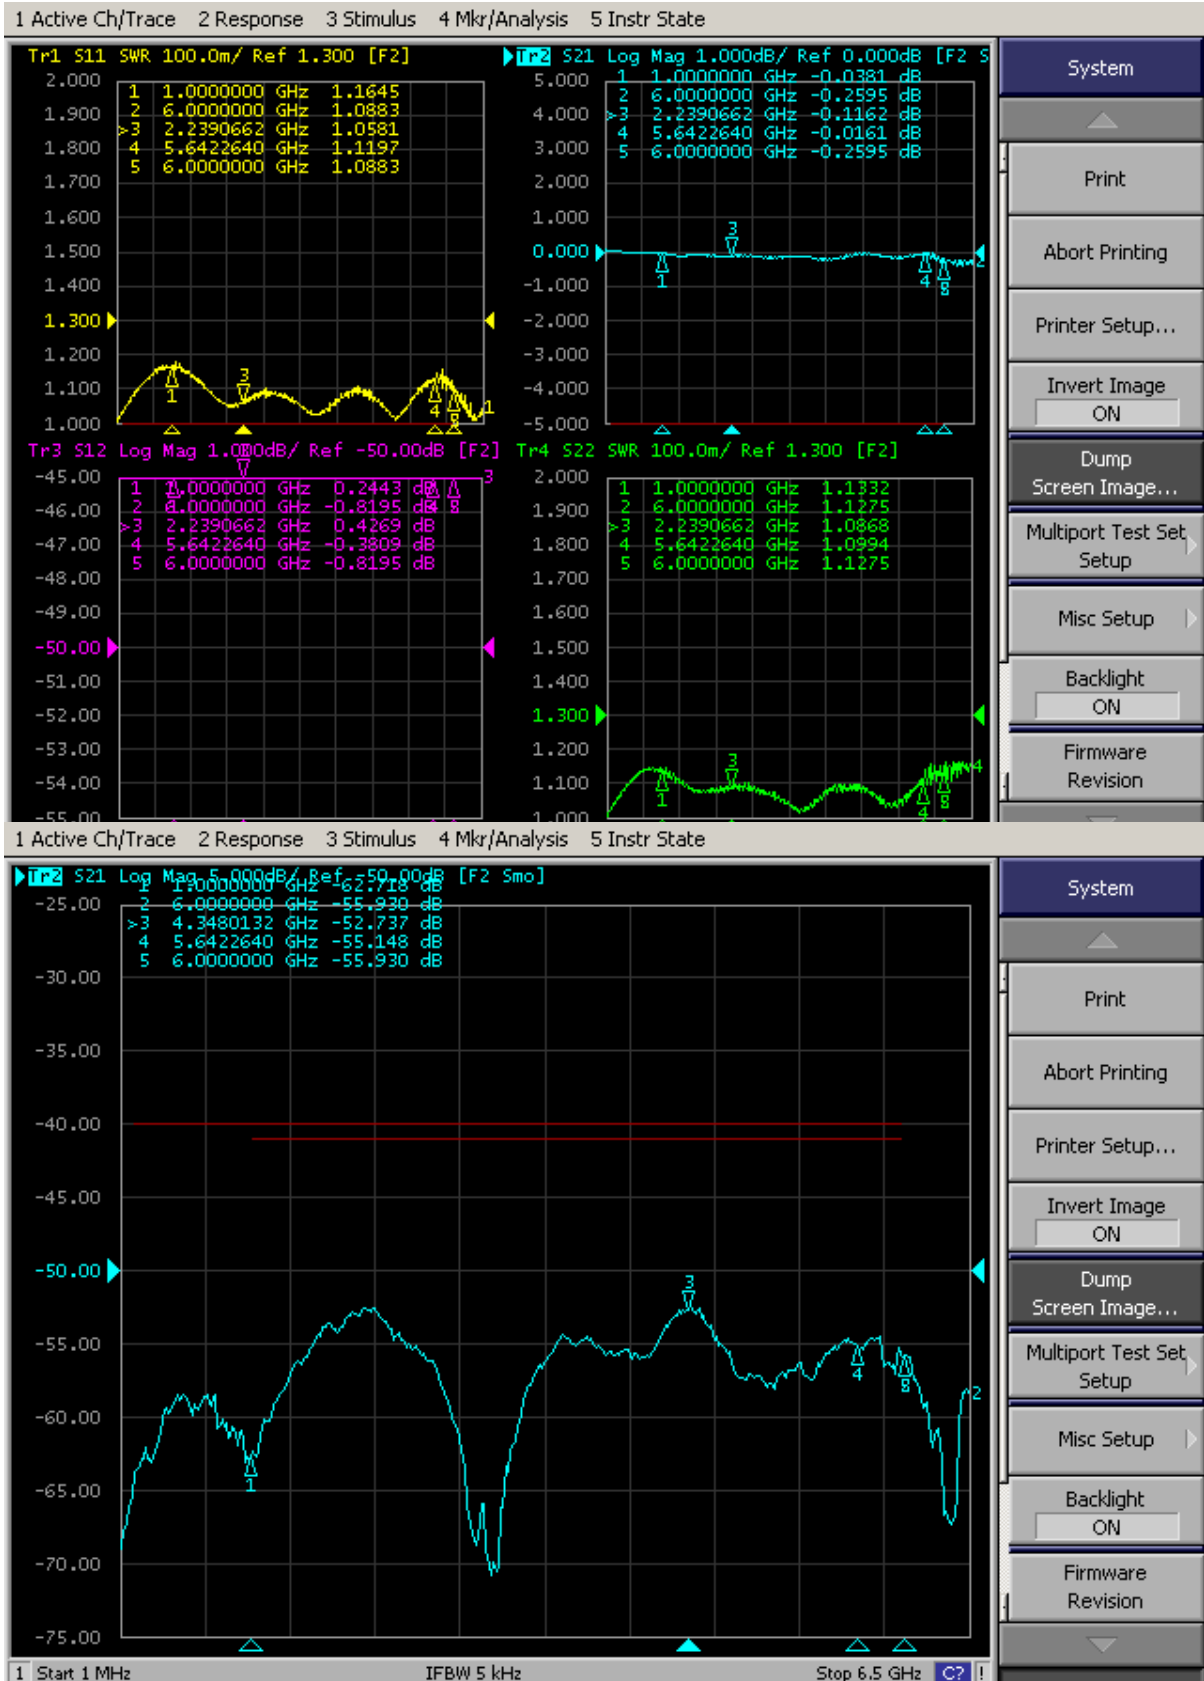 1 Active Ch/Trace 2 Response 3 Stimulus 4 Mkr/Analysis 5 Instr State
Tr1 S11 SWR 100.0m/ Ref 1.300 [F2]
2.000
1.900
1.800
1.700
1.600
1.500
1.400
1.300
1.200
1.100
1.000
1 1.0000000 GHz 1.1645
2 6.0000000 GHz 1.0883
>3 2.2390662 GHz 1.0581
4 5.6422640 GHz 1.1197
5 6.0000000 GHz 1.0883
1
3
4
1
Tr2 S21 Log Mag 1.000dB/ Ref 0.000dB [F2 S
5.000
4.000
3.000
2.000
1.000
0.000
-1.000
-2.000
-3.000
-4.000
-5.000
1 1.0000000 GHz -0.0381 dB
2 6.0000000 GHz -0.2595 dB
>3 2.2390662 GHz -0.1162 dB
4 5.6422640 GHz -0.0161 dB
5 6.0000000 GHz -0.2595 dB
3
1
4
2
Tr3 S12 Log Mag 1.000dB/ Ref -50.00dB [F2]
-45.00
-46.00
-47.00
-48.00
-49.00
-50.00
-51.00
-52.00
-53.00
-54.00
-55.00
1 1.0000000 GHz 0.2443 dB
2 6.0000000 GHz -0.8195 dB
>3 2.2390662 GHz 0.4269 dB
4 5.6422640 GHz -0.3809 dB
5 6.0000000 GHz -0.8195 dB
3
Tr4 S22 SWR 100.0m/ Ref 1.300 [F2]
2.000
1.900
1.800
1.700
1.600
1.500
1.400
1.300
1.200
1.100
1.000
1 1.0000000 GHz 1.1332
2 6.0000000 GHz 1.1275
>3 2.2390662 GHz 1.0868
4 5.6422640 GHz 1.0994
5 6.0000000 GHz 1.1275
3
1
4
4
System
Print
Abort Printing
Printer Setup...
Invert Image
ON
Dump
Screen Image...
Multiport Test Set
Setup
Misc Setup
Backlight
ON
Firmware
Revision
1 Active Ch/Trace 2 Response 3 Stimulus 4 Mkr/Analysis 5 Instr State
Tr2 S21 Log Mag 5.000dB/ Ref -50.00dB [F2 Smo]
-25.00
-30.00
-35.00
-40.00
-45.00
-50.00
-55.00
-60.00
-65.00
-70.00
-75.00
1 1.0000000 GHz -62.718 dB
2 6.0000000 GHz -55.930 dB
>3 4.3480132 GHz -52.737 dB
4 5.6422640 GHz -55.148 dB
5 6.0000000 GHz -55.930 dB
3
1
4
2
System
Print
Abort Printing
Printer Setup...
Invert Image
ON
Dump
Screen Image...
Multiport Test Set
Setup
Misc Setup
Backlight
ON
Firmware
Revision
1 Start 1 MHz IFBW 5 kHz Stop 6.5 GHz C? !